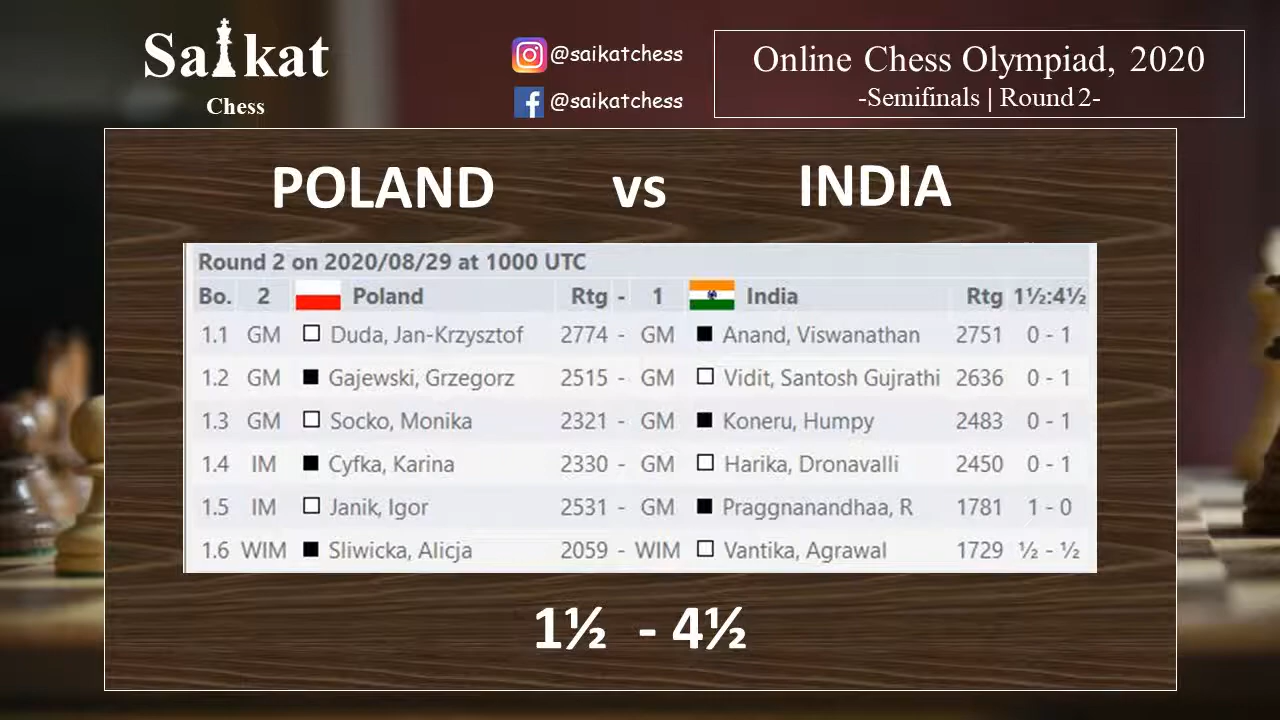 Saikat
Chess
@saikatchess
@saikatchess
Online Chess Olympiad, 2020
-Semifinals | Round 2-
POLAND vs INDIA
Round 2 on 2020/08/29 at 1000 UTC
Bo. 2 Poland Rtg - 1 India Rtg 1½:4½
1.1 GM Duda, Jan-Krzysztof 2774 - GM Anand, Viswanathan 2751 0 - 1
1.2 GM Gajewski, Grzegorz 2515 - GM Vidit, Santosh Gujrathi 2636 0 - 1
1.3 GM Socko, Monika 2321 - GM Koneru, Humpy 2483 0 - 1
1.4 IM Cyfka, Karina 2330 - GM Harika, Dronavalli 2450 0 - 1
1.5 IM Janik, Igor 2531 - GM Praggnanandhaa, R 1781 1 - 0
1.6 WIM Sliwicka, Alicja 2059 - WIM Vantika, Agrawal 1729 ½ - ½
1½ - 4½